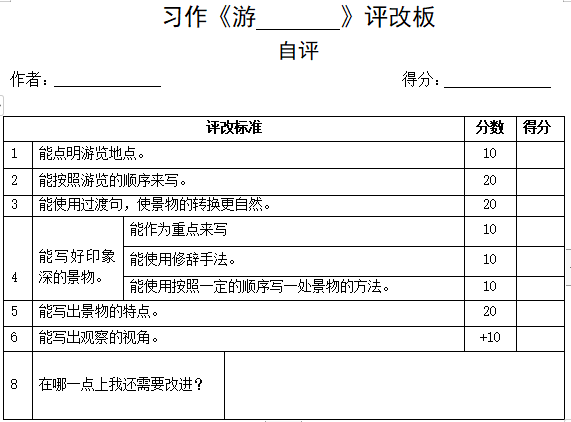 习作《游______》评改板
自评
作者：____________ 得分：____________
评改标准 分数 得分
1 能点明游览地点。 10
2 能按照游览的顺序来写。 20
3 能使用过渡句，使景物的转换更自然。 20
4 能写好印象深的景物。 能作为重点来写 10
能使用修辞手法。 10
能使用按照一定的顺序写一处景物的方法。 10
5 能写出景物的特点。 20
6 能写出观察的视角。 +10
8 在哪一点上我还需要改进？